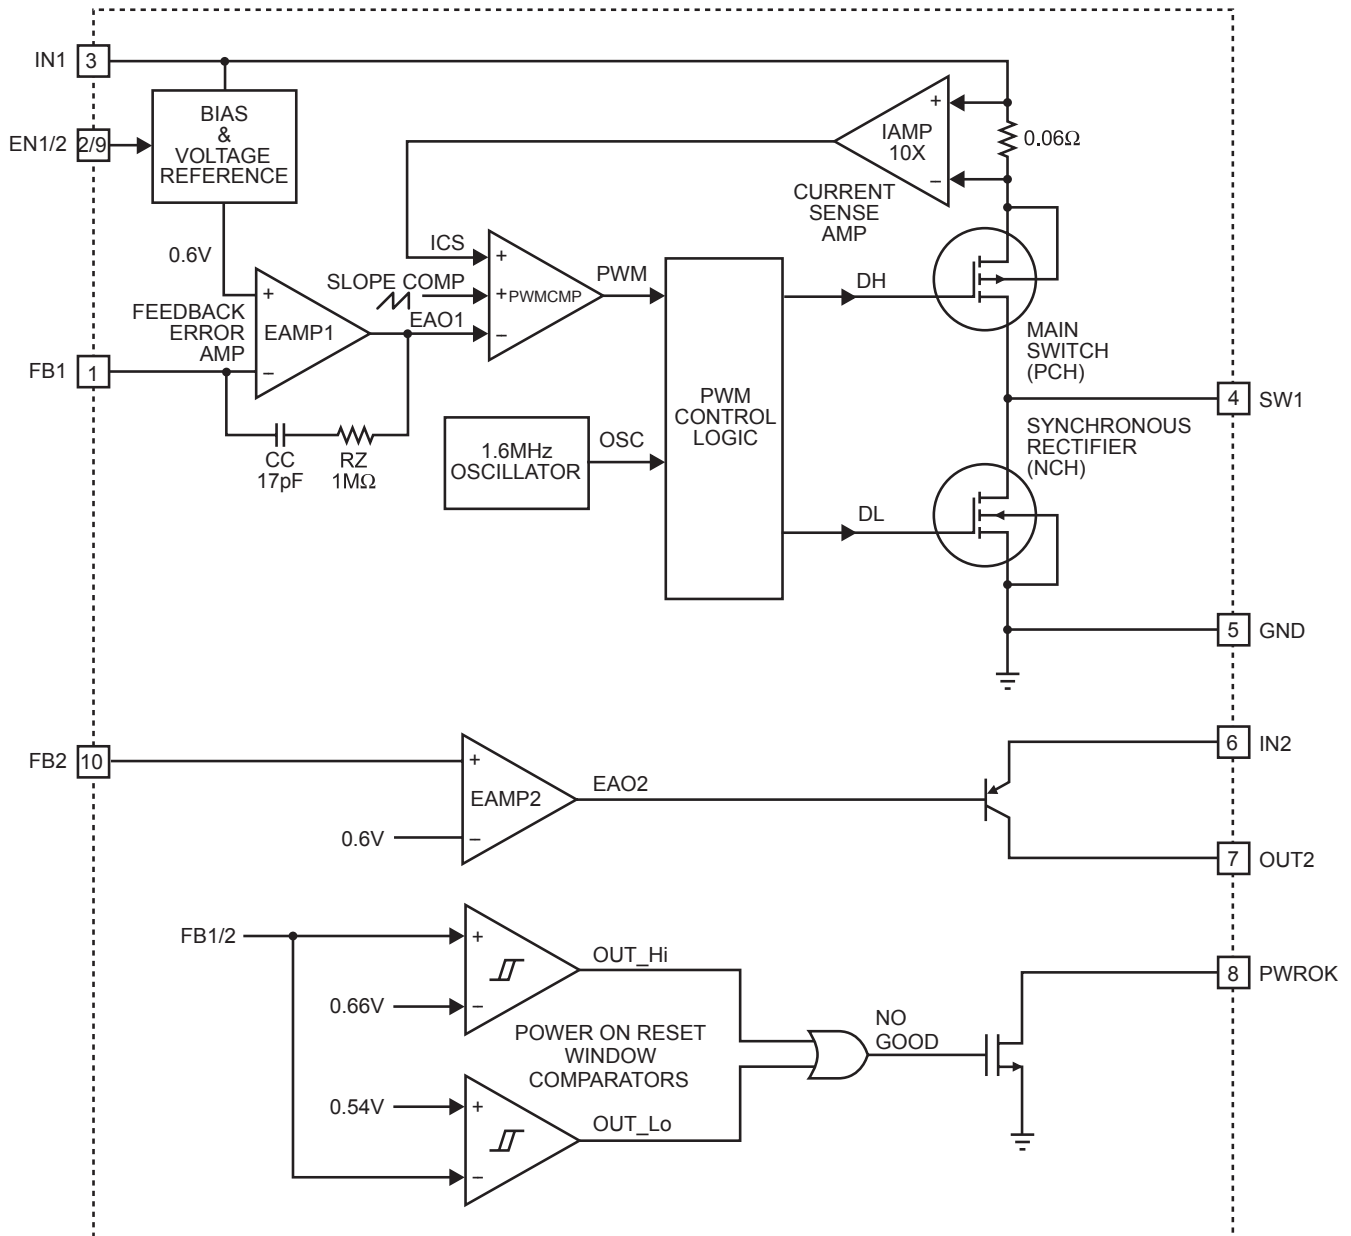 IN1 3
BIAS
&
VOLTAGE
REFERENCE
EN1/2 2/9
+
IAMP
10X
−
0.06Ω
CURRENT
SENSE
AMP
0.6V
ICS
+
SLOPE COMP
+ PWMCMP
EAO1
−
PWM
DH
FEEDBACK
ERROR
AMP
+
EAMP1
−
FB1 1
MAIN
SWITCH
(PCH)
4 SW1
CC
17pF
RZ
1MΩ
1.6MHz
OSCILLATOR
OSC
PWM
CONTROL
LOGIC
SYNCHRONOUS
RECTIFIER
(NCH)
DL
5 GND
FB2 10
+
EAMP2
−
0.6V
EAO2
6 IN2
7 OUT2
FB1/2
+
−
0.66V
OUT_Hi
POWER ON RESET
WINDOW
COMPARATORS
NO
GOOD
8 PWROK
0.54V
+
−
OUT_Lo